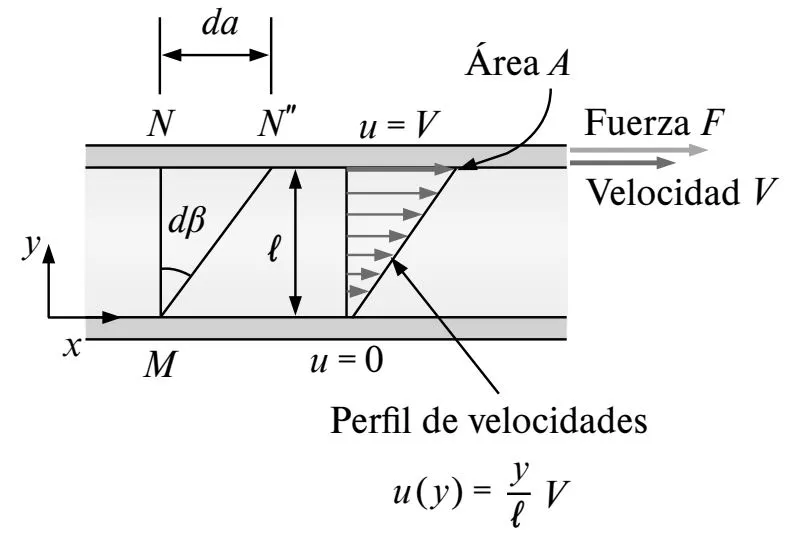 da
Área A
N
N"
u = V
Fuerza F
Velocidad V
dβ
ℓ
y
x
M
u = 0
Perfil de velocidades
u(y) = y/ℓ V